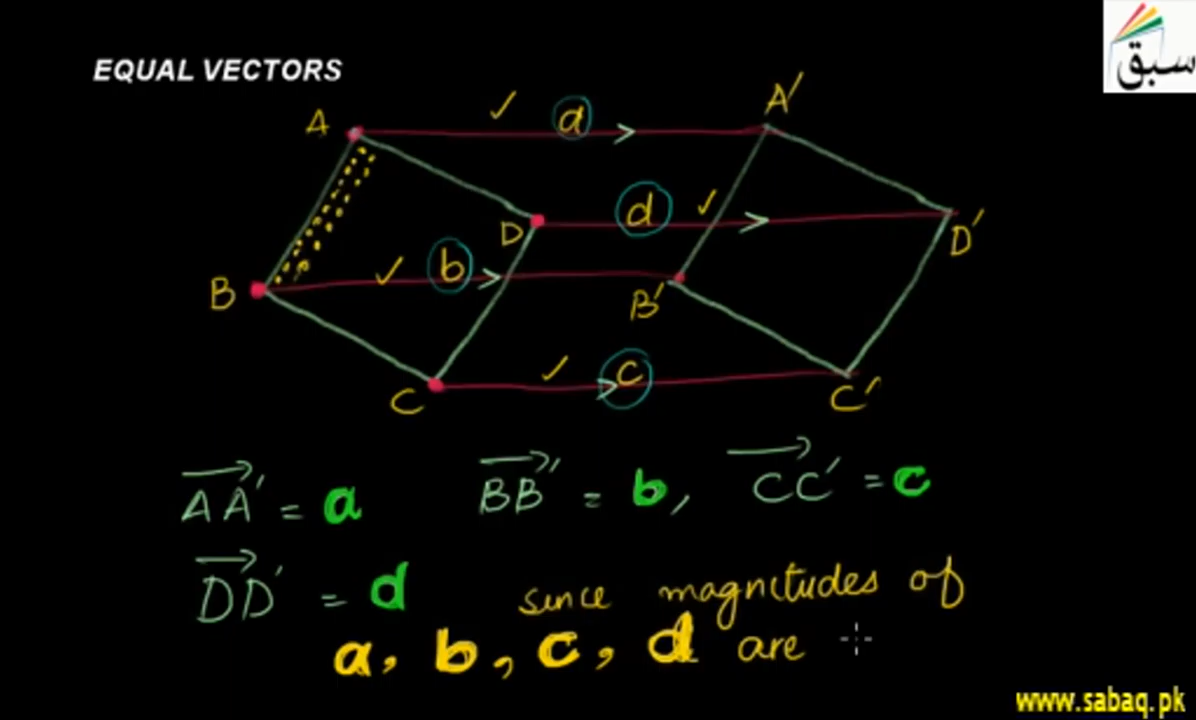 EQUAL VECTORS
سبق
A a A′
d
D D′
b
B B′
c
C C′
AA′ = a BB′ = b, CC′ = c
DD′ = d since magnitudes of
a, b, c, d are
www.sabaq.pk